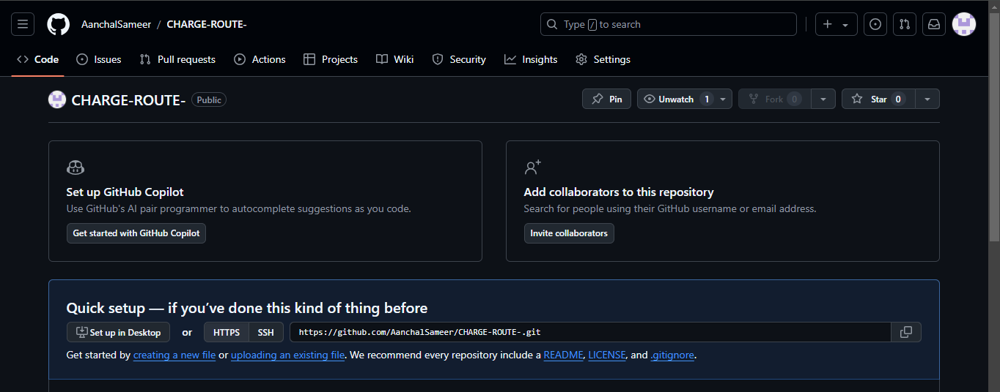 AanchalSameer / CHARGE-ROUTE-
Type / to search
Code Issues Pull requests Actions Projects Wiki Security Insights Settings
CHARGE-ROUTE- Public
Pin Unwatch 1 Fork 0 Star 0
Set up GitHub Copilot
Use GitHub's AI pair programmer to autocomplete suggestions as you code.
Get started with GitHub Copilot
Add collaborators to this repository
Search for people using their GitHub username or email address.
Invite collaborators
Quick setup — if you’ve done this kind of thing before
Set up in Desktop or HTTPS SSH https://github.com/AanchalSameer/CHARGE-ROUTE-.git
Get started by creating a new file or uploading an existing file. We recommend every repository include a README, LICENSE, and .gitignore.